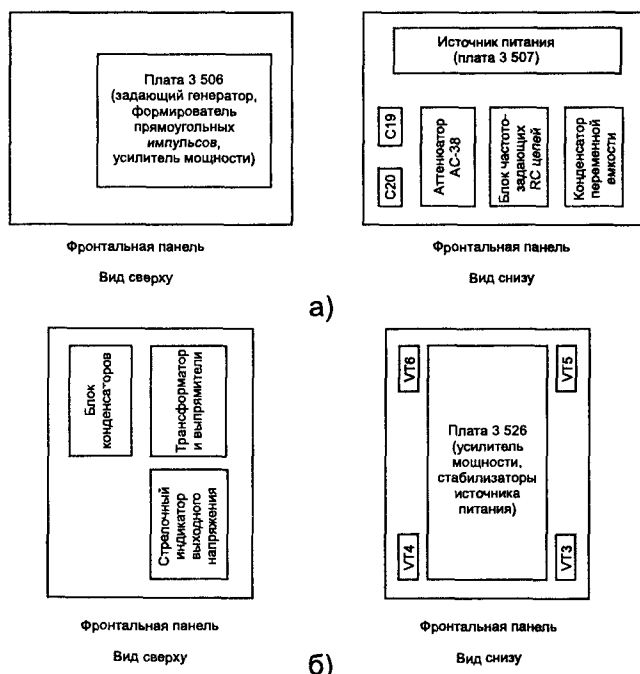 Плата 3 506
(задающий генератор,
формирователь
прямоугольных
импульсов,
усилитель мощности)
Фронтальная панель
Вид сверху
Источник питания
(плата 3 507)
С19
С20
Аттенюатор
АС-38
Блок частото-
задающих
RC цепей
Конденсатор
переменной
емкости
Фронтальная панель
Вид снизу
а)
Блок
конденсаторов
Трансформатор
и выпрямители
Стрелочный
индикатор
выходного
напряжения
Фронтальная панель
Вид сверху
VT6
VT5
Плата 3 526
(усилитель
мощности,
стабилизаторы
источника
питания)
VT4
VT3
Фронтальная панель
Вид снизу
б)